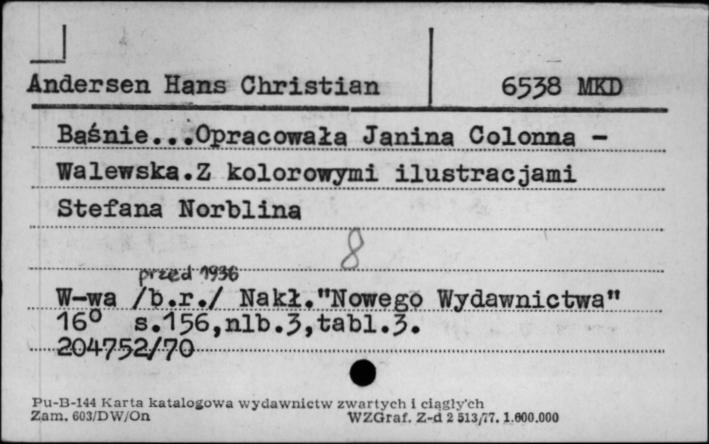 Andersen Hans Christian 6538 MKD
Baśnie...Opracowała Janina Colonna -
Walewska.Z kolorowymi ilustracjami
Stefana Norblina
8
przed 1936
W-wa /b.r./ Nakł."Nowego Wydawnictwa"
16° s.156,nlb.3,tabl.3.
204752/70
Pu-B-144 Karta katalogowa wydawnictw zwartych i ciągłych
Zam. 603/DW/On WZGraf. Z-d 2 513/77. 1.000.000